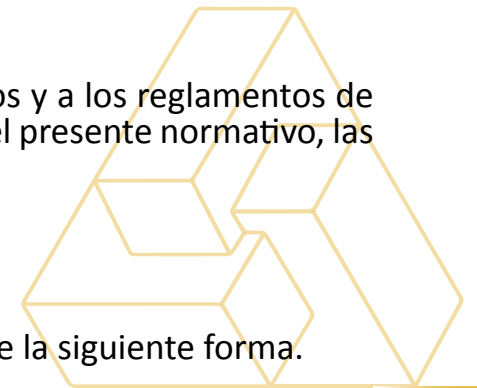 os y a los reglamentos de
el presente normativo, las
e la siguiente forma.